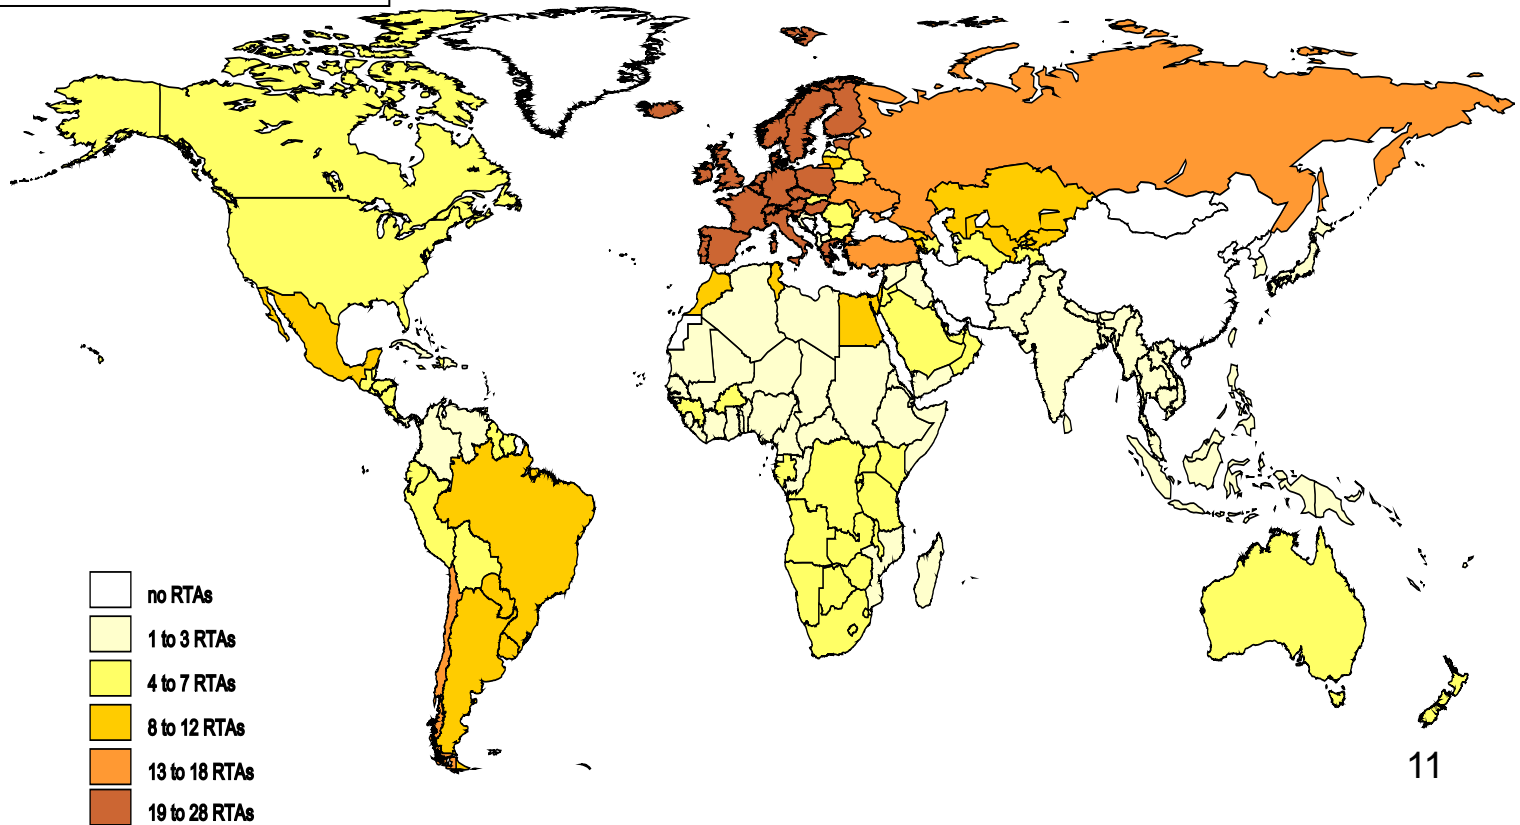 no RTAs
1 to 3 RTAs
4 to 7 RTAs
8 to 12 RTAs
13 to 18 RTAs
19 to 28 RTAs
11